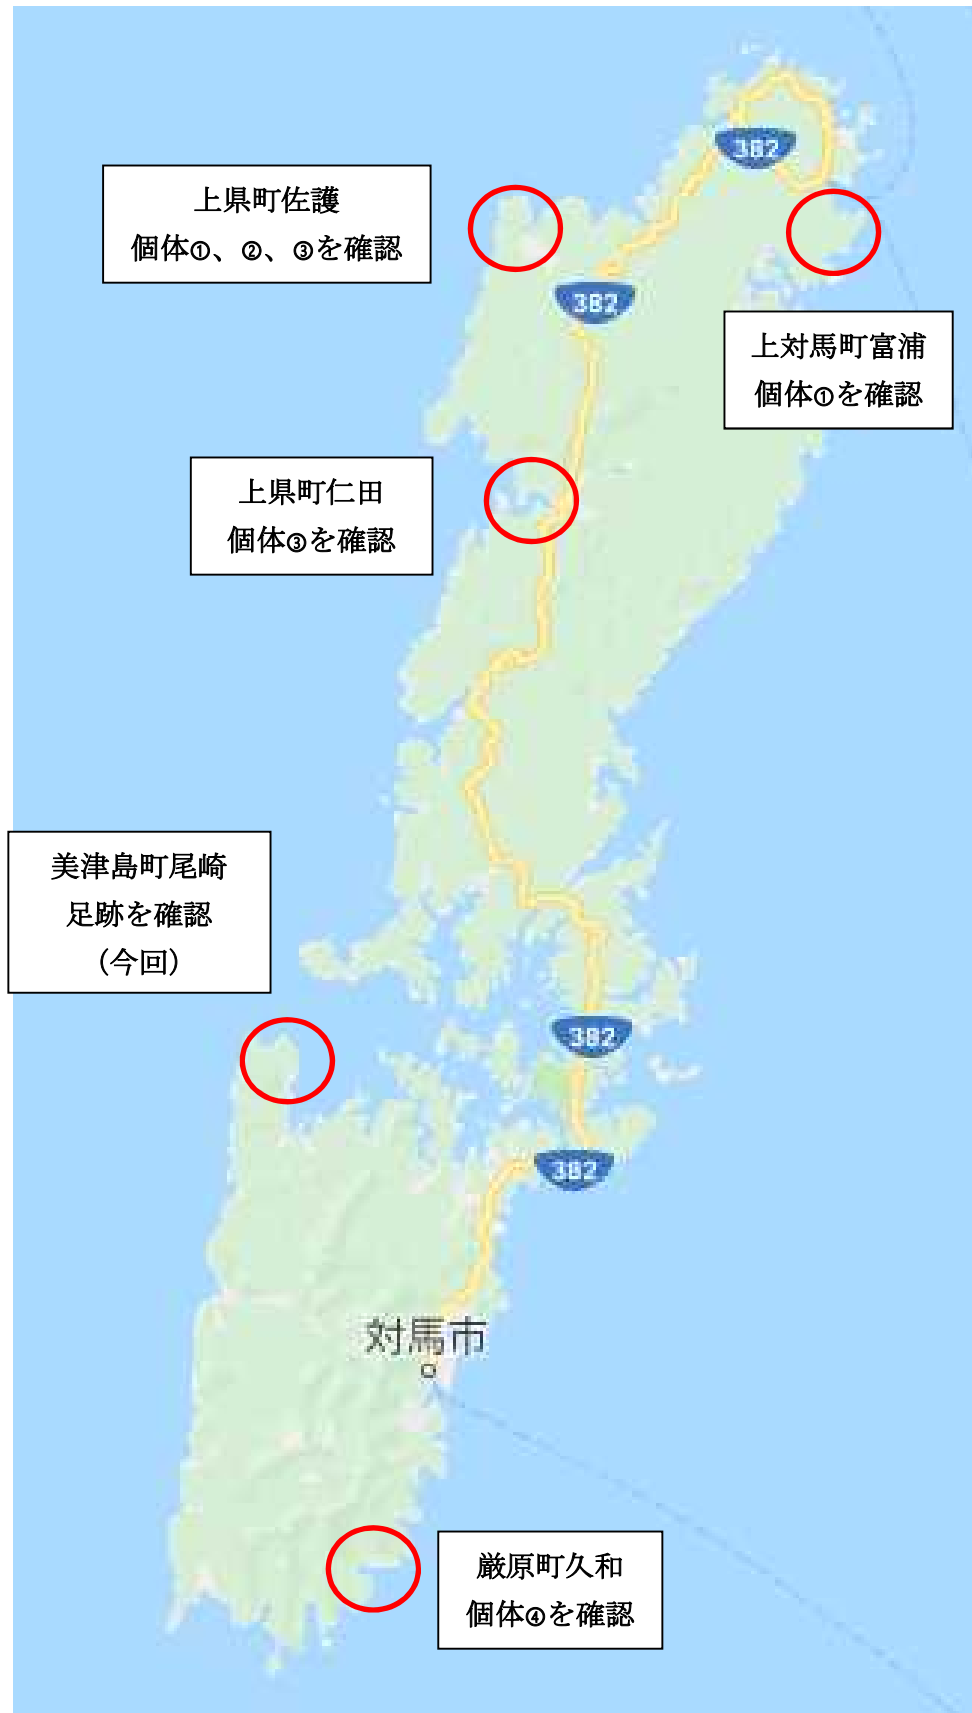 382
上県町佐護
個体①、②、③を確認
382
上対馬町富浦
個体①を確認
上県町仁田
個体③を確認
美津島町尾崎
足跡を確認
(今回)
382
382
対馬市
厳原町久和
個体④を確認